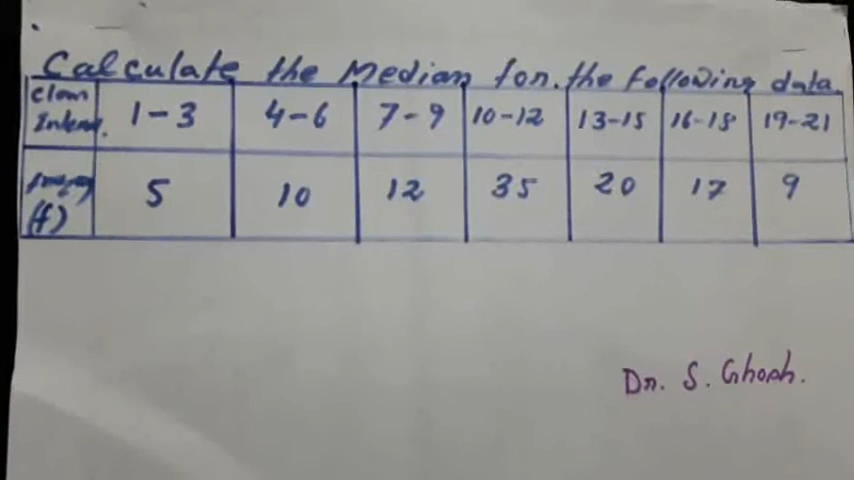 Calculate the Median for the following data.
Class 1-3 4-6 7-9 10-12 13-15 16-18 19-21
(f) 5 10 12 35 20 17 9
Dr. S. Ghosh.